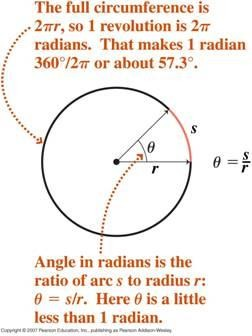 The full circumference is
2πr, so 1 revolution is 2π
radians. That makes 1 radian
360°/2π or about 57.3°.
s
θ
r
θ = s/r
Angle in radians is the
ratio of arc s to radius r:
θ = s/r. Here θ is a little
less than 1 radian.
Copyright © 2007 Pearson Education, Inc., publishing as Pearson Addison-Wesley.